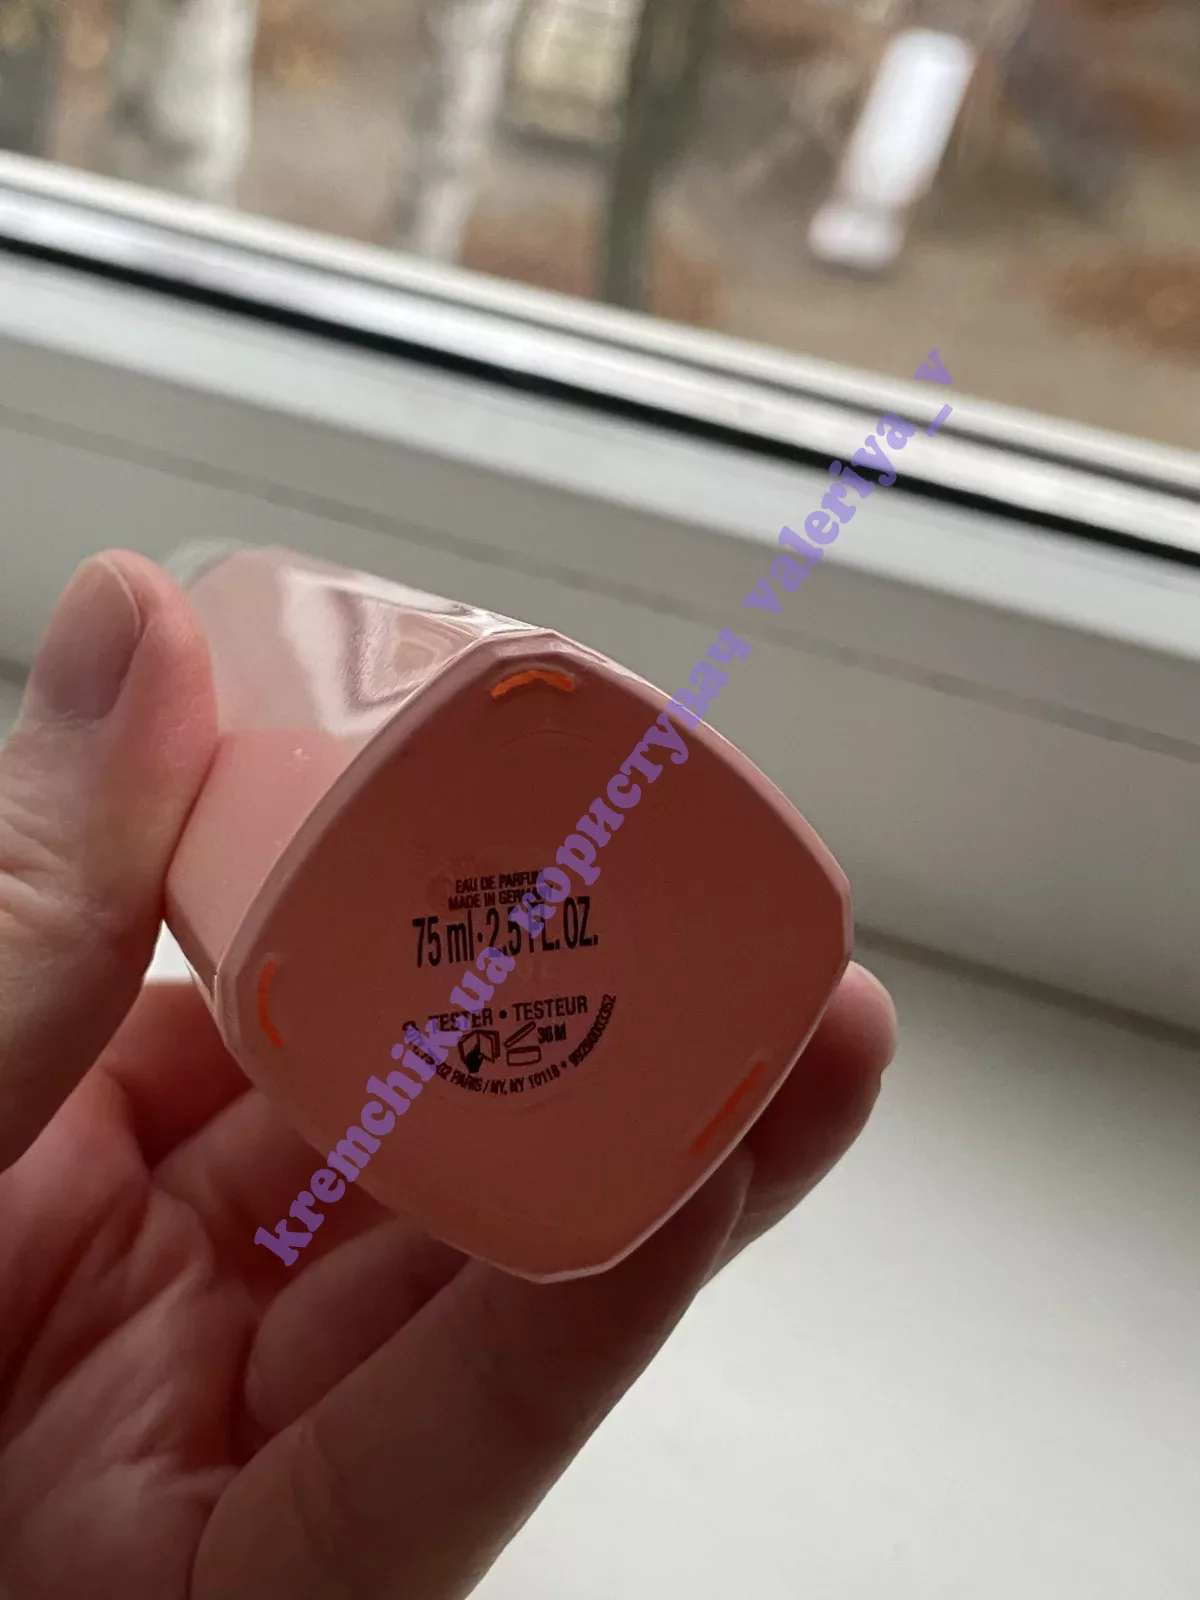 EAU DE PARFUM
MADE IN GERMANY
75 ml · 2.5 FL. OZ.
TESTER • TESTEUR
36 M
PARIS / NY, NY 10118 *
kremchik.ua користувач valeriya_v